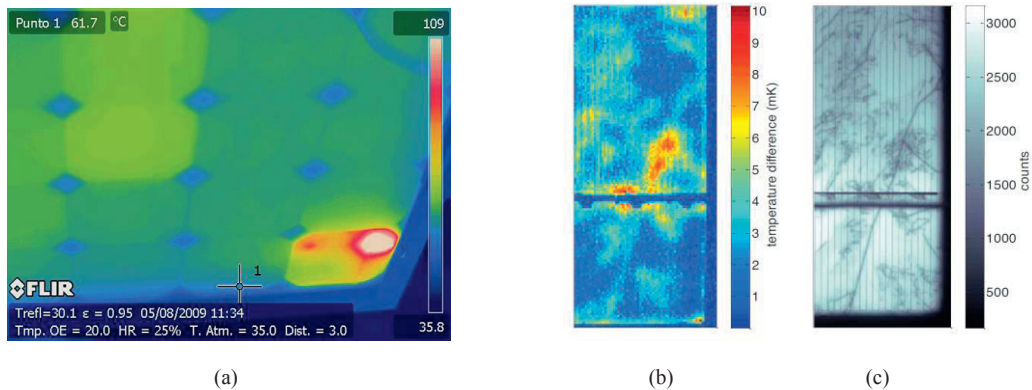 Punto 1 61.7 °C
109
1
FLIR
Trefl=30.1 ε = 0.95 05/08/2009 11:34
Tmp. OE = 20.0 HR = 25% T. Atm. = 35.0 Dist. = 3.0
35.8
(a)
10
9
8
7
6
5
4
3
2
1
temperature difference (mK)
(b)
3000
2500
2000
1500
1000
500
counts
(c)